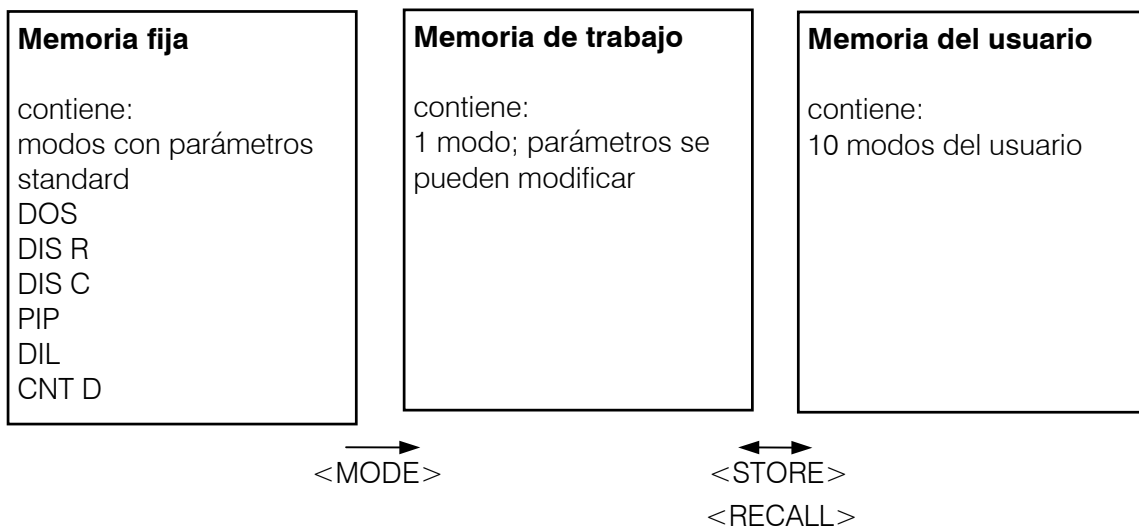 Memoria fija
contiene:
modos con parámetros
standard
DOS
DIS R
DIS C
PIP
DIL
CNT D
Memoria de trabajo
contiene:
1 modo; parámetros se
pueden modificar
Memoria del usuario
contiene:
10 modos del usuario
<MODE>
<STORE>
<RECALL>